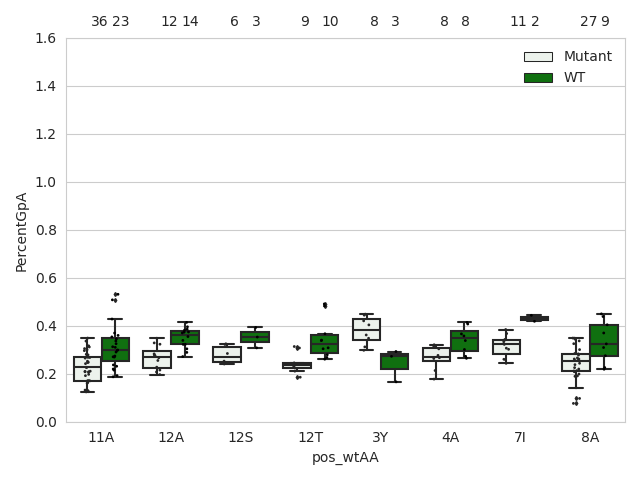 36 23 12 14 6 3 9 10 8 3 8 8 11 2 27 9
1.6
Mutant
WT
1.4
1.2
1.0
0.8
0.6
0.4
0.2
0.0
PercentGpA
11A 12A 12S 12T 3Y 4A 7I 8A
pos_wtAA